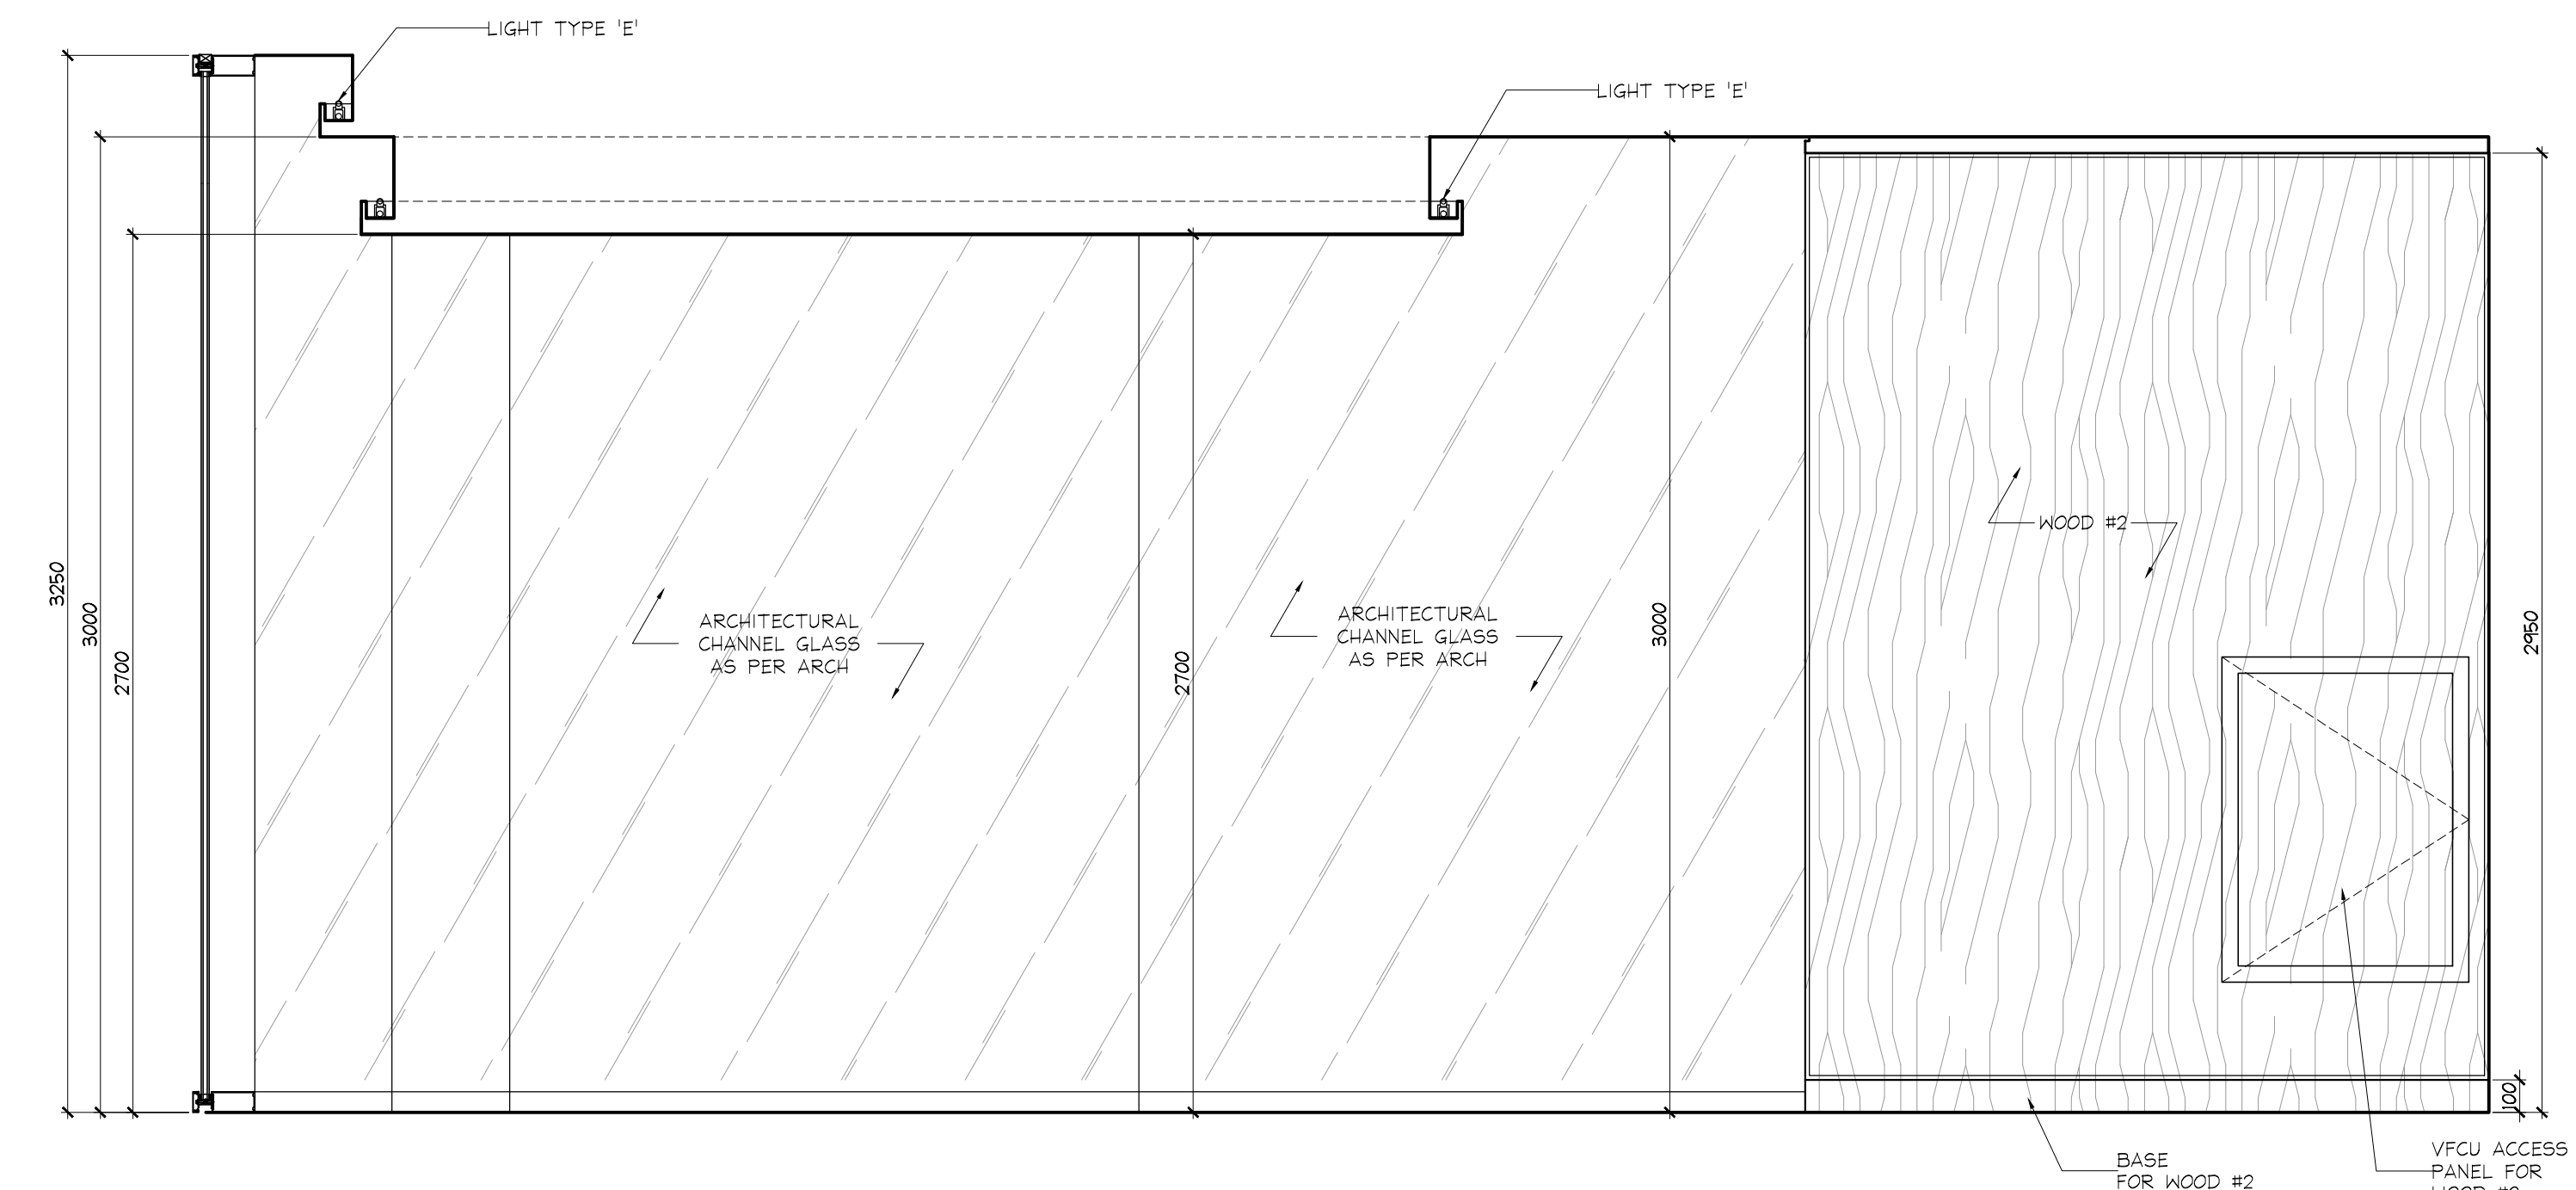 LIGHT TYPE 'E'
LIGHT TYPE 'E'
3250
3000
2700
ARCHITECTURAL
CHANNEL GLASS
AS PER ARCH
2700
ARCHITECTURAL
CHANNEL GLASS
AS PER ARCH
3000
WOOD #2
2950
100
BASE
FOR WOOD #2
VFCU ACCESS
PANEL FOR